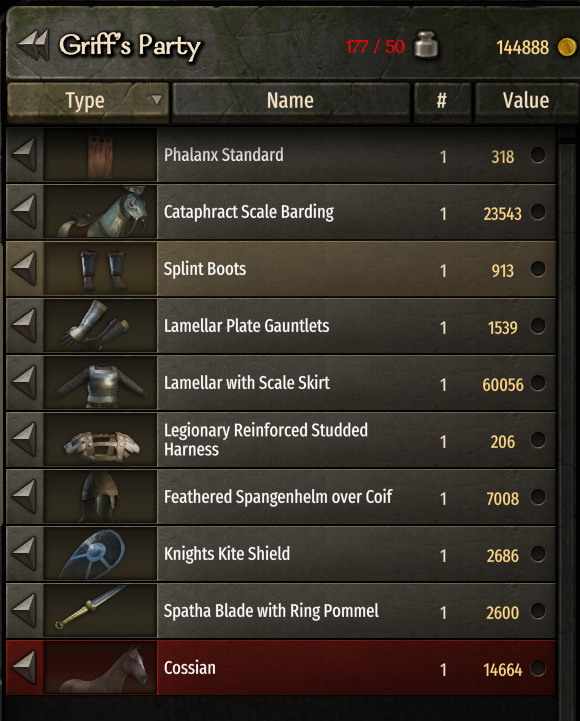 Griff's Party 177 / 50 144888
Type Name # Value
Phalanx Standard 1 318
Cataphract Scale Barding 1 23543
Splint Boots 1 913
Lamellar Plate Gauntlets 1 1539
Lamellar with Scale Skirt 1 60056
Legionary Reinforced Studded
Harness 1 206
Feathered Spangenhelm over Coif 1 7008
Knights Kite Shield 1 2686
Spatha Blade with Ring Pommel 1 2600
Cossian 1 14664